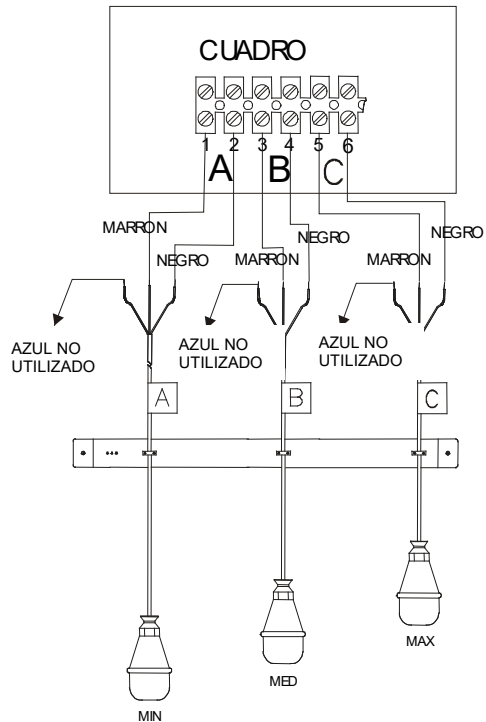 CUADRO
1 2 3 4 5 6
A B C
MARRON
NEGRO
MARRON
NEGRO
MARRON
NEGRO
AZUL NO
UTILIZADO
AZUL NO
UTILIZADO
AZUL NO
UTILIZADO
A
B
C
MAX
MED
MIN